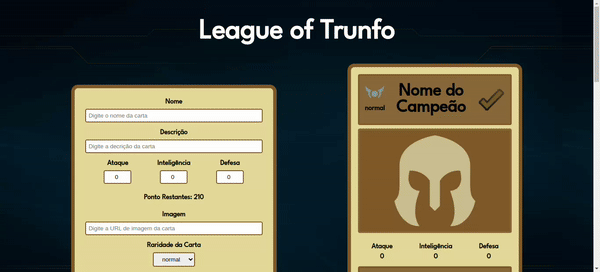 League of Trunfo
Nome
Digite o nome da carta
Descrição
Digite a decrição da carta
Ataque Inteligência Defesa
0 0 0
Ponto Restantes: 210
Imagem
Digite a URL de imagem da carta
Raridade da Carta
normal
normal
Nome do
Campeão
Ataque Inteligência Defesa
0 0 0